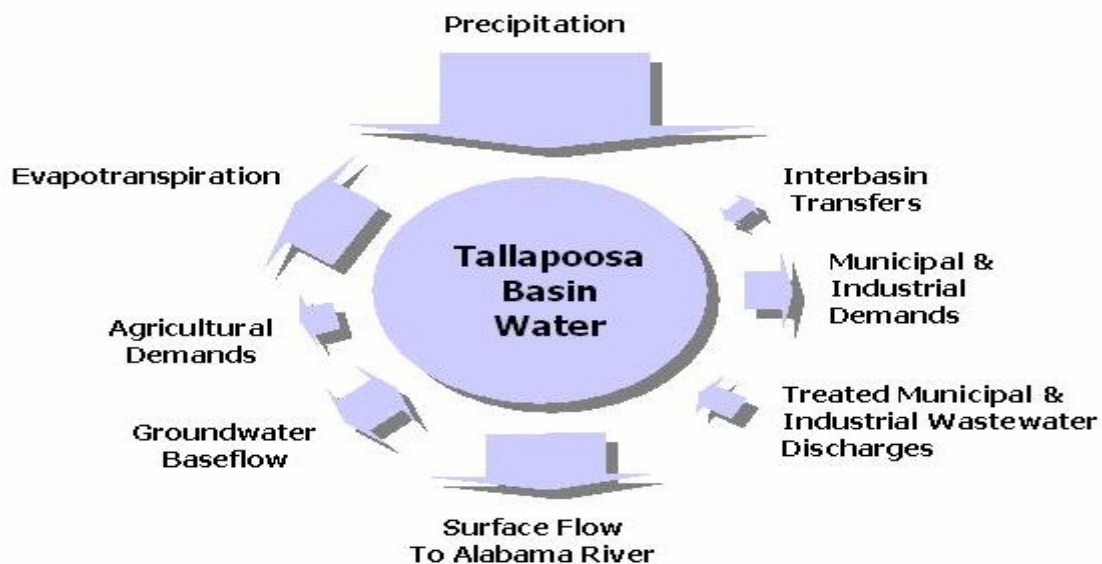 Precipitation
Evapotranspiration
Interbasin
Transfers
Tallapoosa
Basin
Water
Municipal &
Industrial
Demands
Agricultural
Demands
Treated Municipal &
Industrial Wastewater
Discharges
Groundwater
Baseflow
Surface Flow
To Alabama River